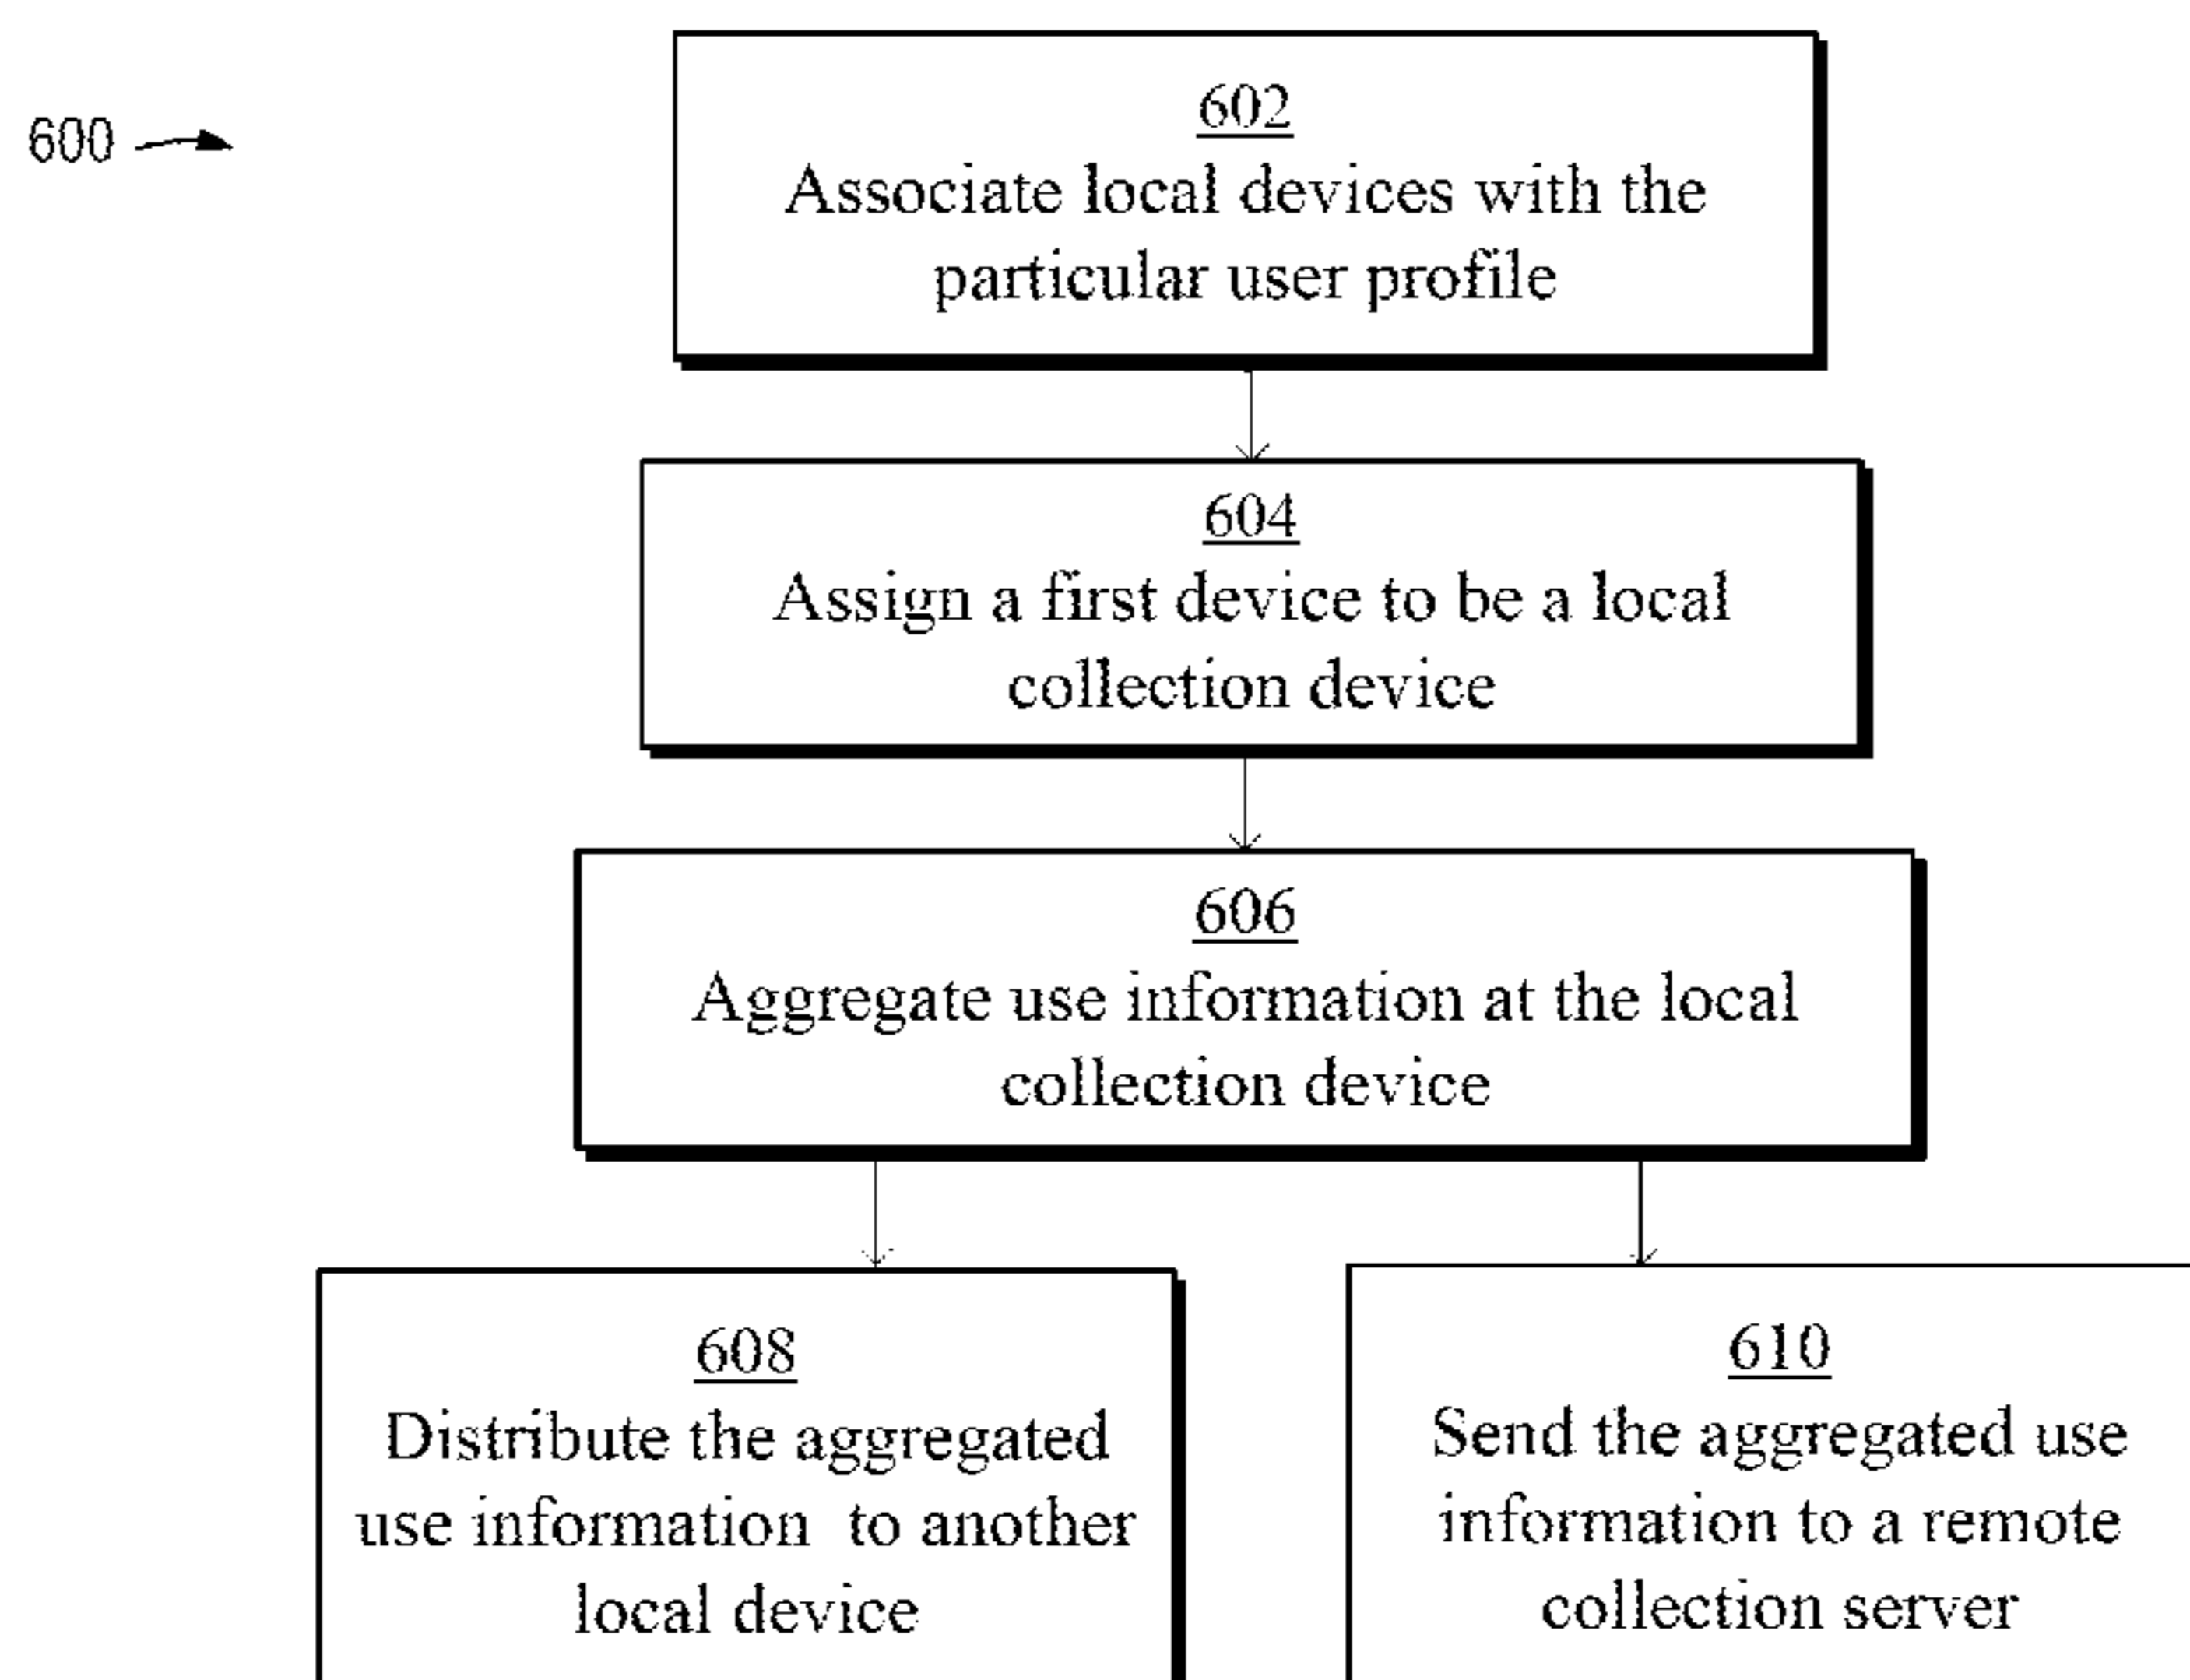 600
602
Associate local devices with the
particular user profile
604
Assign a first device to be a local
collection device
606
Aggregate use information at the local
collection device
608
Distribute the aggregated
use information to another
local device
610
Send the aggregated use
information to a remote
collection server